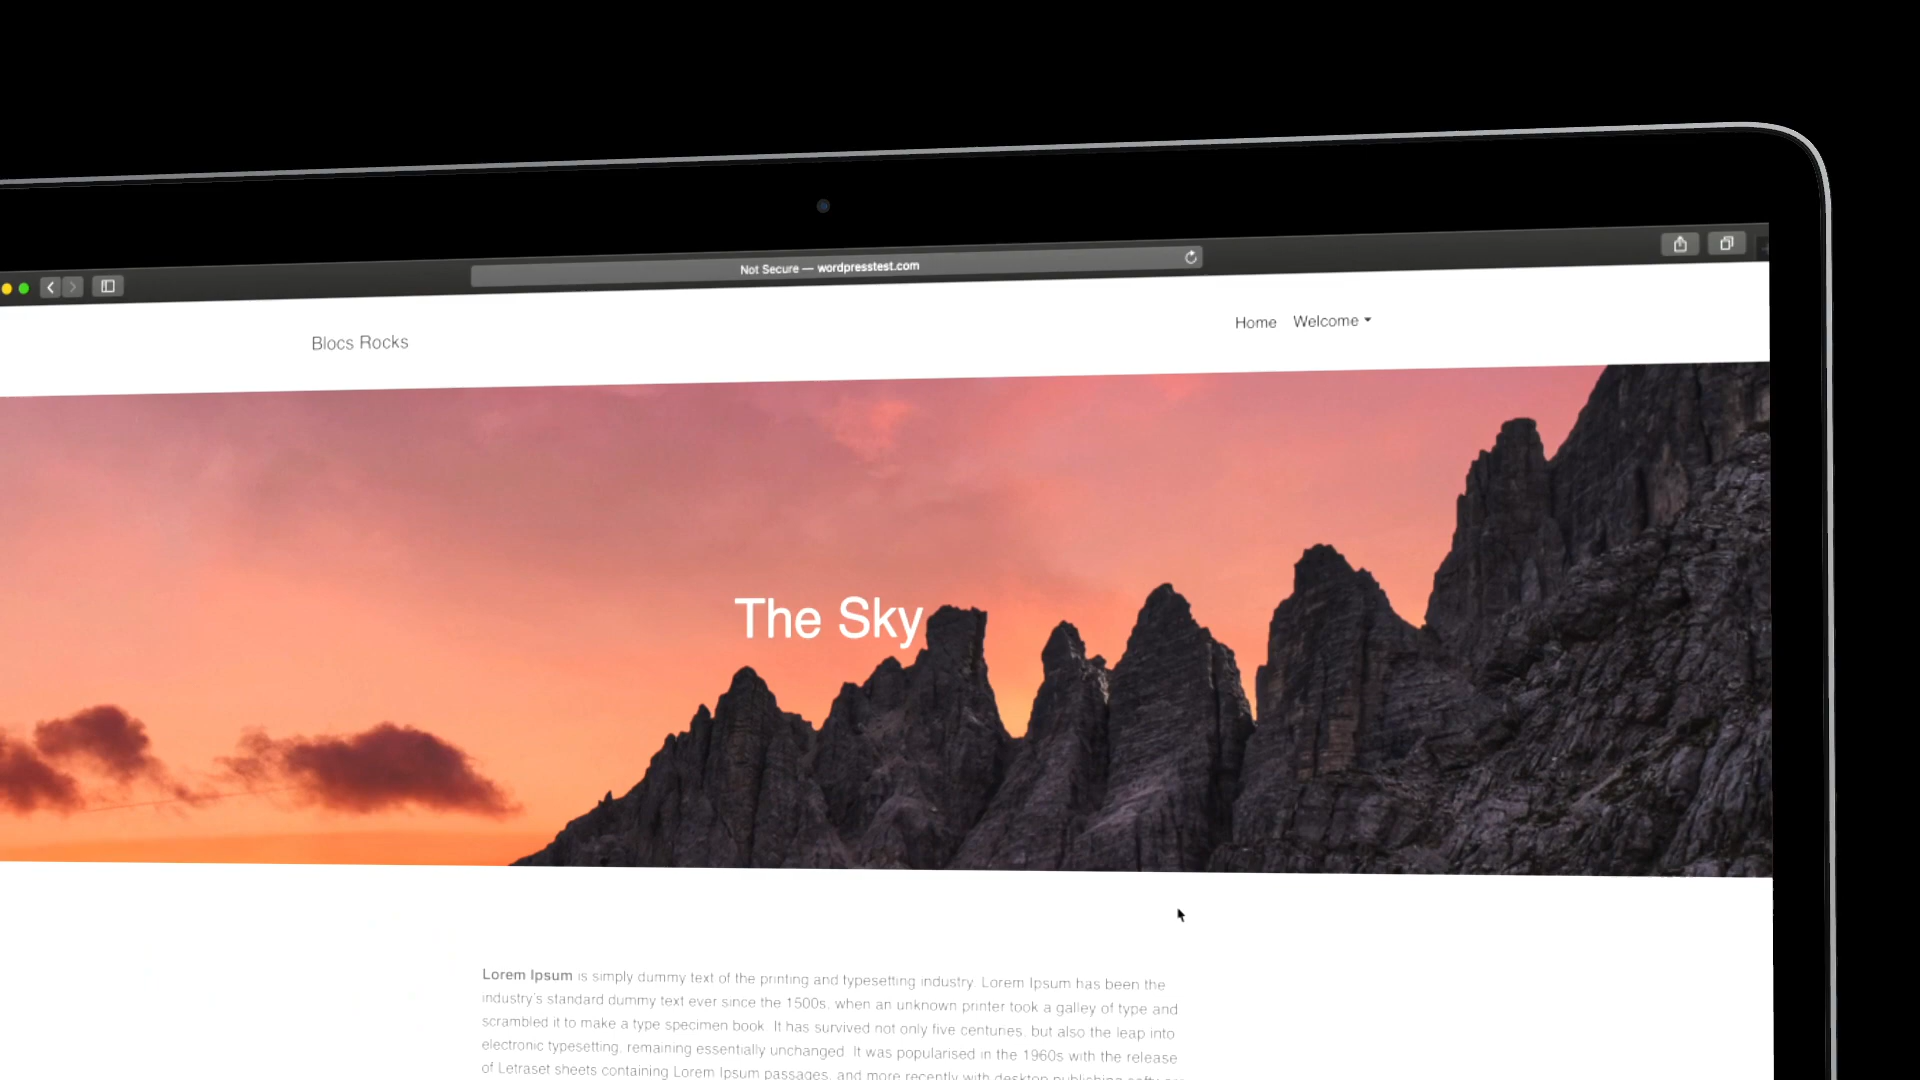 Not Secure — wordpresstest.com
Blocs Rocks
Home Welcome
The Sky
Lorem Ipsum is simply dummy text of the printing and typesetting industry. Lorem Ipsum has been the
industry's standard dummy text ever since the 1500s, when an unknown printer took a galley of type and
scrambled it to make a type specimen book. It has survived not only five centuries, but also the leap into
electronic typesetting, remaining essentially unchanged. It was popularised in the 1960s with the release
of Letraset sheets containing Lorem Ipsum passages, and more recently with desktop publishing